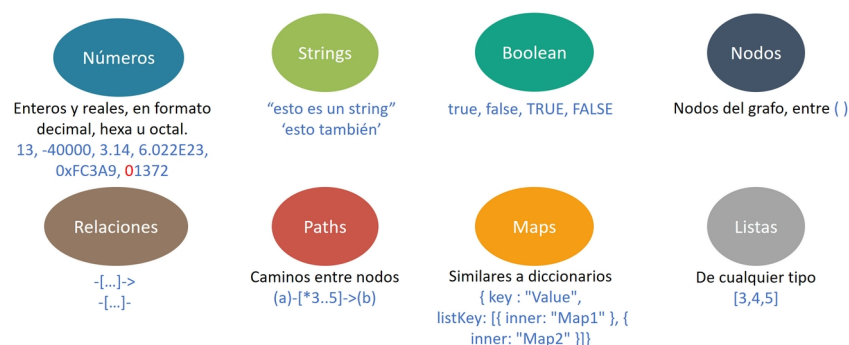 Números
Enteros y reales, en formato
decimal, hexa u octal.
13, -40000, 3.14, 6.022E23,
0xFC3A9, 01372
Strings
“esto es un string”
‘esto también’
Boolean
true, false, TRUE, FALSE
Nodos
Nodos del grafo, entre ( )
Relaciones
-[...]->
-[...]-
Paths
Caminos entre nodos
(a)-[*3..5]->(b)
Maps
Similares a diccionarios
{ key : "Value",
listKey: [{ inner: "Map1" }, {
inner: "Map2" }]}
Listas
De cualquier tipo
[3,4,5]